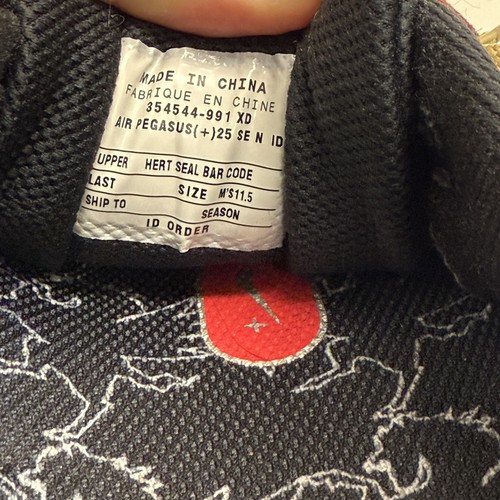 MADE IN CHINA
FABRIQUE EN CHINE
354544-991 XD
AIR PEGASUS(+)25 SE N ID
UPPER HERT SEAL BAR CODE
LAST SIZE M'S11.5
SHIP TO SEASON
ID ORDER